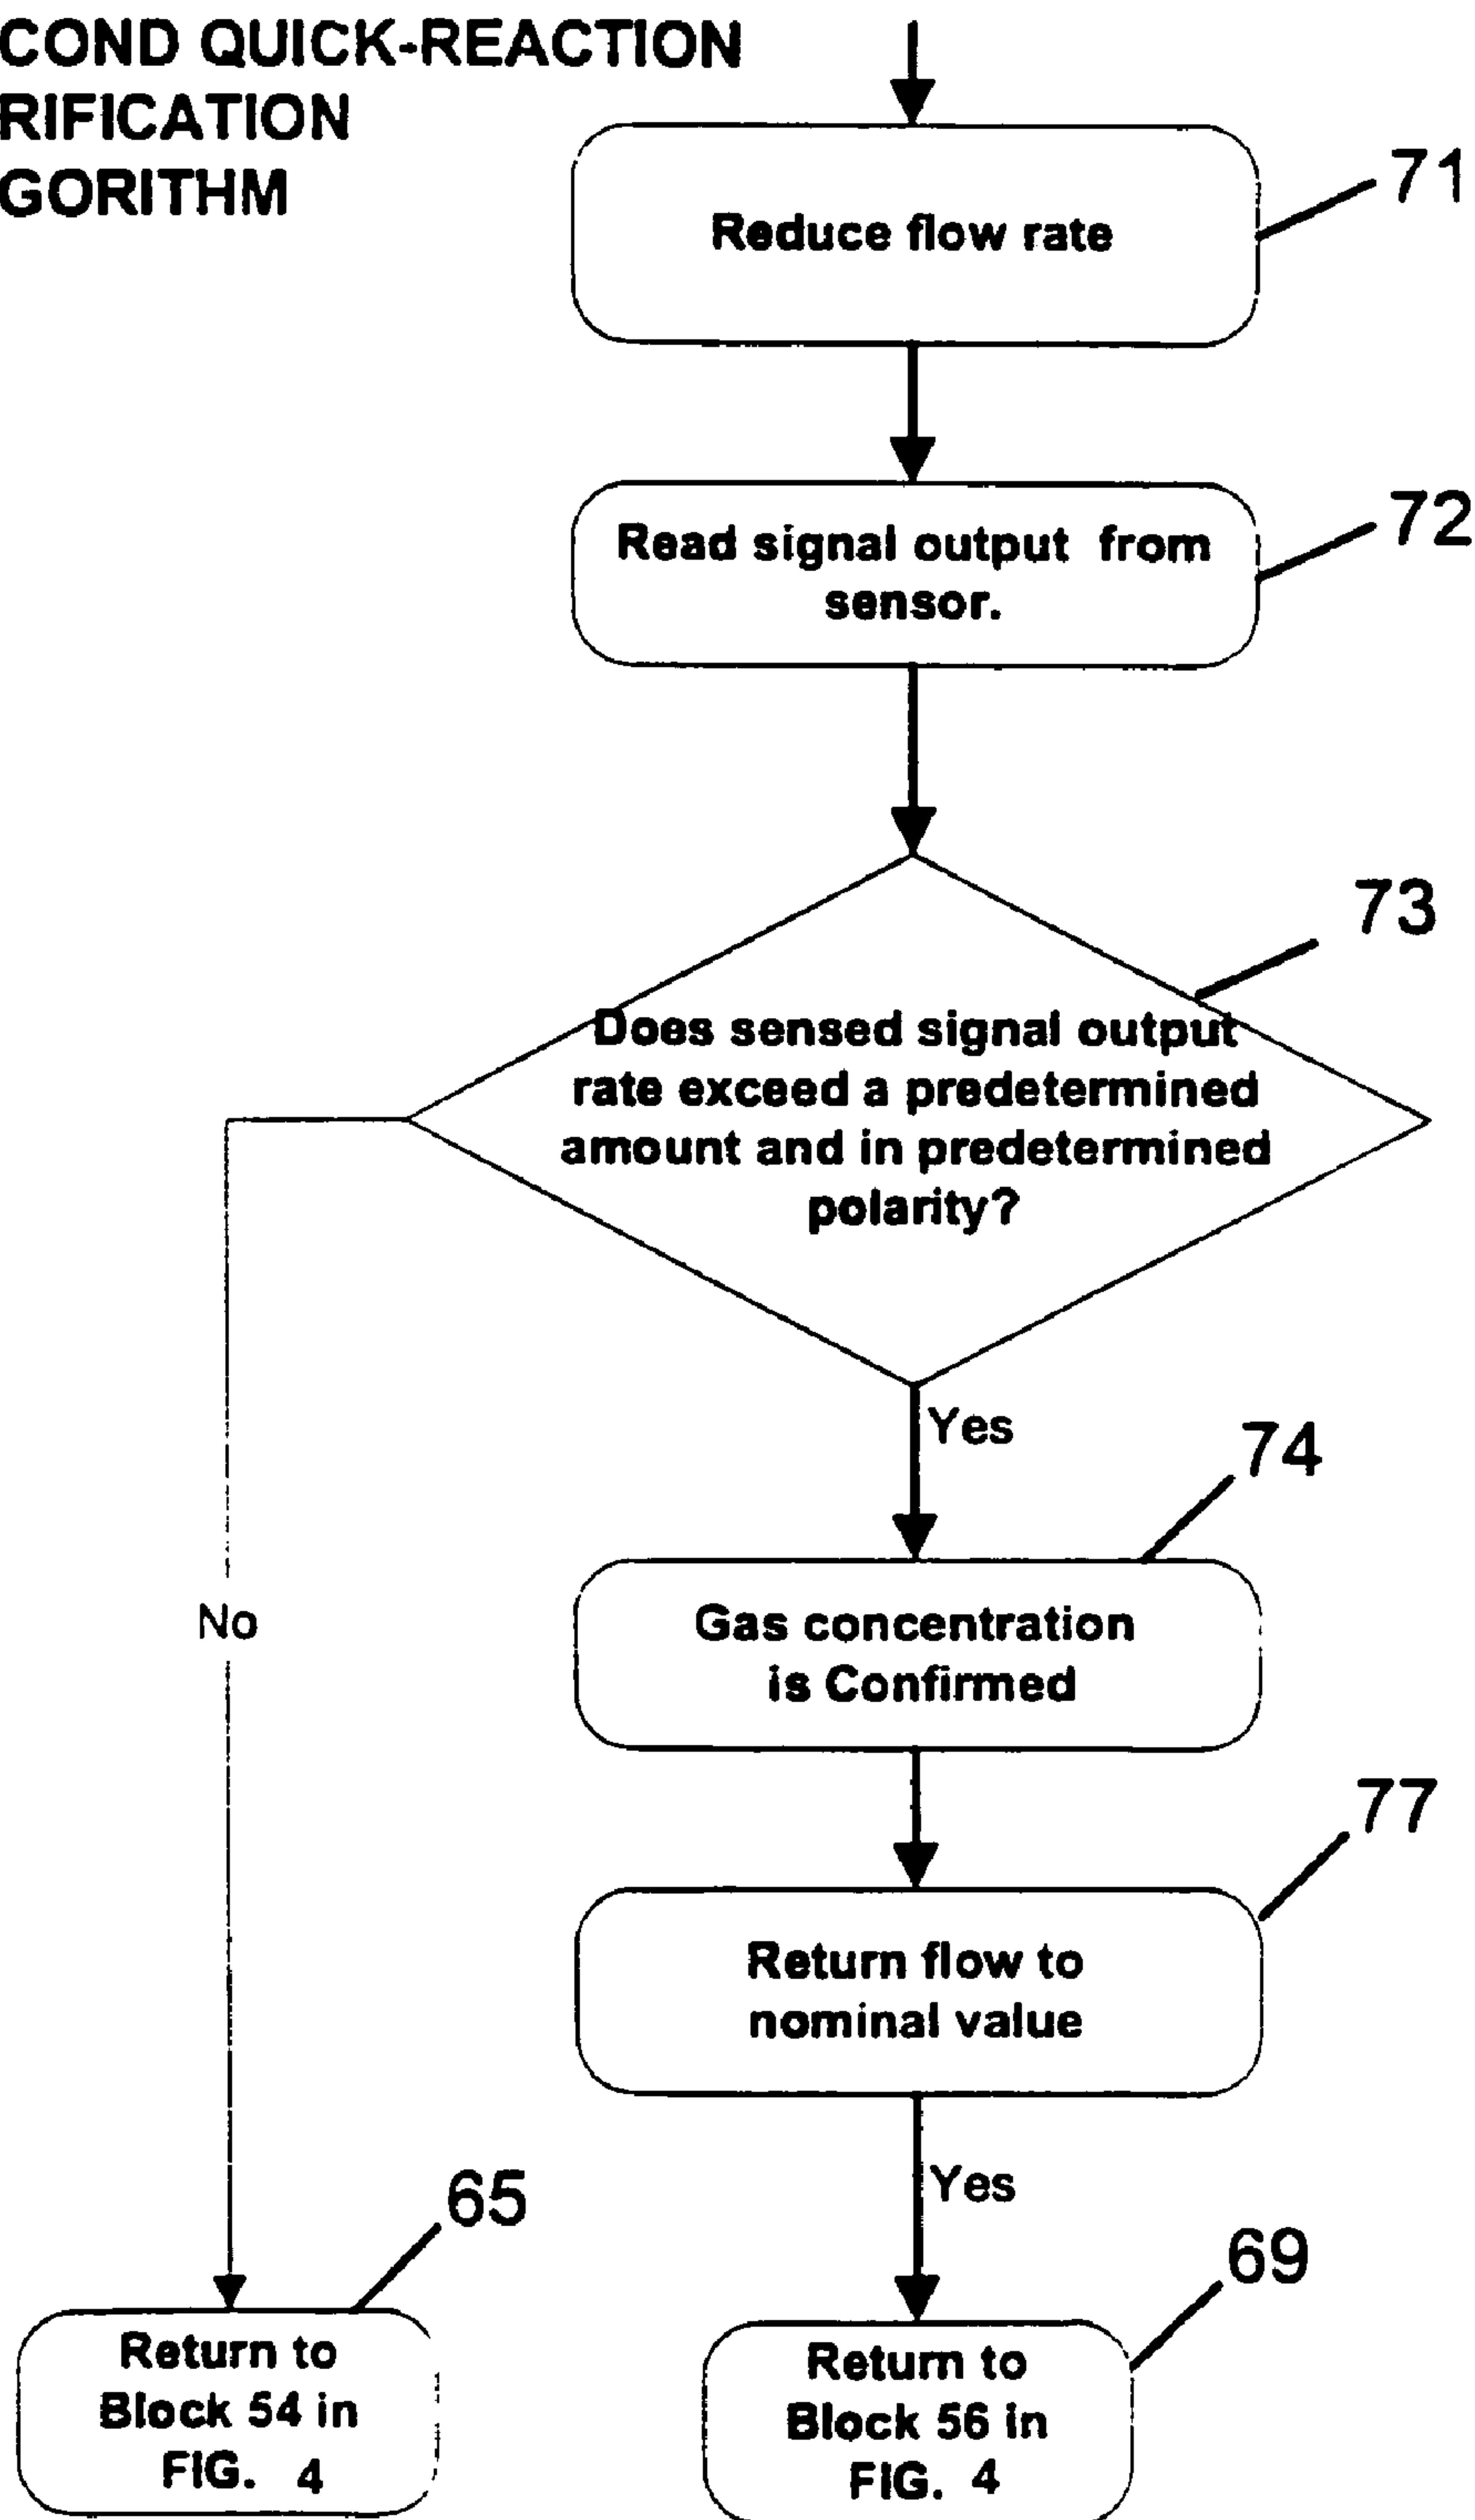 COND QUICK-REACTION
RIFICATION
GORITHM
71
Reduce flow rate
72
Read signal output from
sensor.
73
Does sensed signal output
rate exceed a predetermined
amount and in predetermined
polarity?
Yes
74
No
Gas concentration
is Confirmed
77
Return flow to
nominal value
Yes
65
69
Return to
Block 54 in
FIG. 4
Return to
Block 56 in
FIG. 4